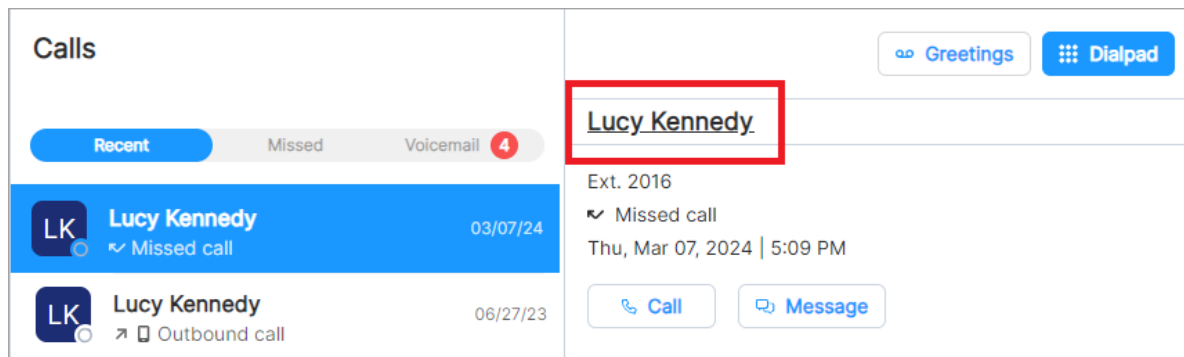 Calls
Recent
Missed
Voicemail 4
LK
Lucy Kennedy
03/07/24
Missed call
LK
Lucy Kennedy
06/27/23
Outbound call
Greetings
Dialpad
Lucy Kennedy
Ext. 2016
Missed call
Thu, Mar 07, 2024 | 5:09 PM
Call
Message